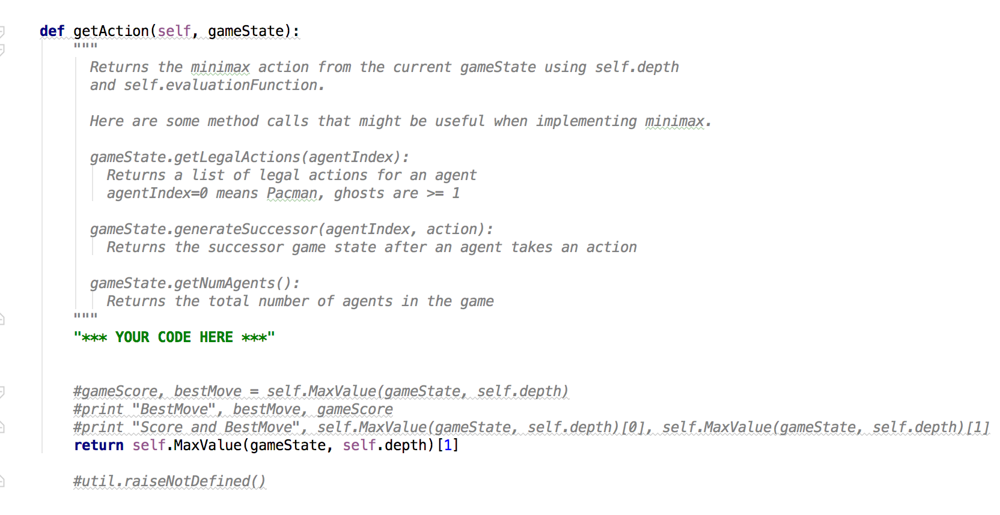 def getAction(self, gameState):
"""
Returns the minimax action from the current gameState using self.depth
and self.evaluationFunction.
Here are some method calls that might be useful when implementing minimax.
gameState.getLegalActions(agentIndex):
Returns a list of legal actions for an agent
agentIndex=0 means Pacman, ghosts are >= 1
gameState.generateSuccessor(agentIndex, action):
Returns the successor game state after an agent takes an action
gameState.getNumAgents():
Returns the total number of agents in the game
"""
"*** YOUR CODE HERE ***"
#gameScore, bestMove = self.MaxValue(gameState, self.depth)
#print "BestMove", bestMove, gameScore
#print "Score and BestMove", self.MaxValue(gameState, self.depth)[0], self.MaxValue(gameState, self.depth)[1]
return self.MaxValue(gameState, self.depth)[1]
#util.raiseNotDefined()